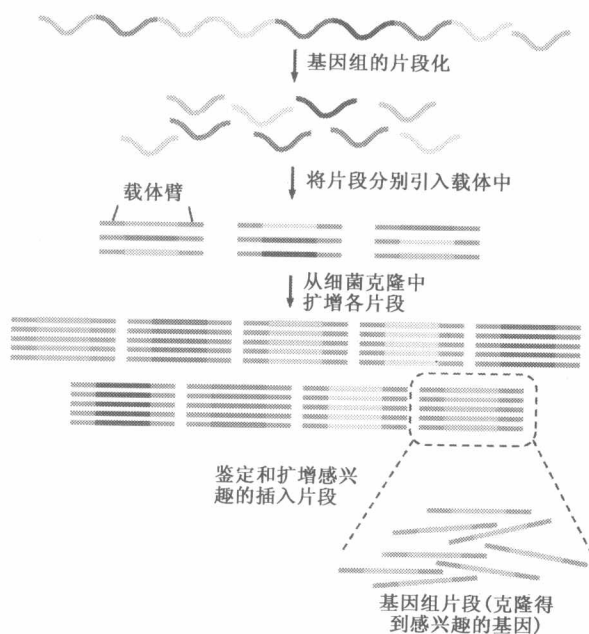 基因组的片段化
将片段分别引入载体中
载体臂
从细菌克隆中
扩增各片段
鉴定和扩增感兴
趣的插入片段
基因组片段(克隆得
到感兴趣的基因)